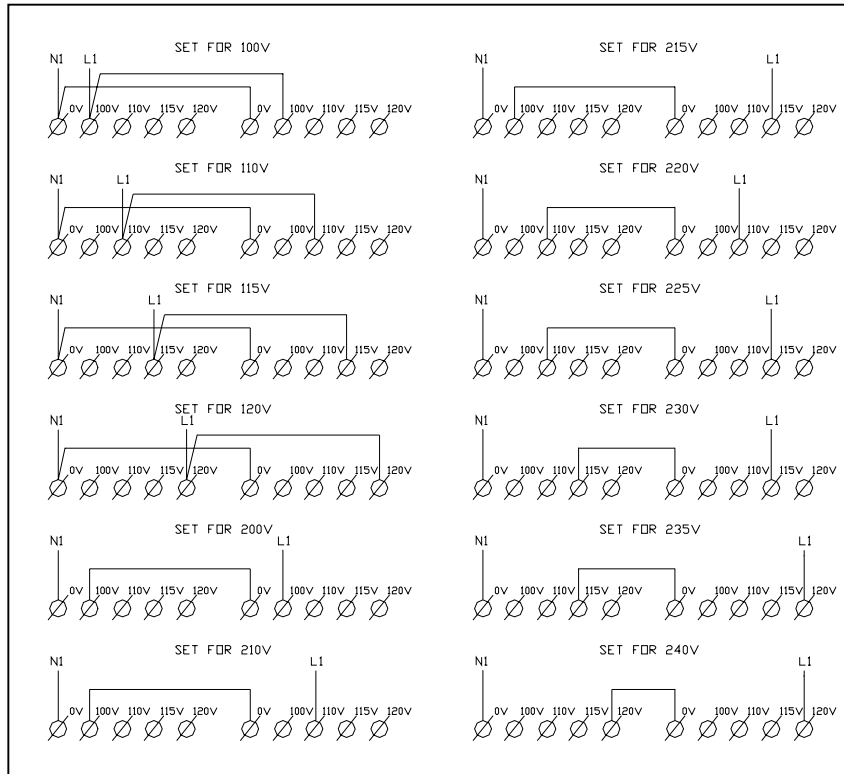 SET FOR 100V
N1 L1
0V 100V 110V 115V 120V 0V 100V 110V 115V 120V
SET FOR 110V
N1 L1
0V 100V 110V 115V 120V 0V 100V 110V 115V 120V
SET FOR 115V
N1 L1
0V 100V 110V 115V 120V 0V 100V 110V 115V 120V
SET FOR 120V
N1 L1
0V 100V 110V 115V 120V 0V 100V 110V 115V 120V
SET FOR 200V
N1 L1
0V 100V 110V 115V 120V 0V 100V 110V 115V 120V
SET FOR 210V
N1 L1
0V 100V 110V 115V 120V 0V 100V 110V 115V 120V
SET FOR 215V
N1 L1
0V 100V 110V 115V 120V 0V 100V 110V 115V 120V
SET FOR 220V
N1 L1
0V 100V 110V 115V 120V 0V 100V 110V 115V 120V
SET FOR 225V
N1 L1
0V 100V 110V 115V 120V 0V 100V 110V 115V 120V
SET FOR 230V
N1 L1
0V 100V 110V 115V 120V 0V 100V 110V 115V 120V
SET FOR 235V
N1 L1
0V 100V 110V 115V 120V 0V 100V 110V 115V 120V
SET FOR 240V
N1 L1
0V 100V 110V 115V 120V 0V 100V 110V 115V 120V